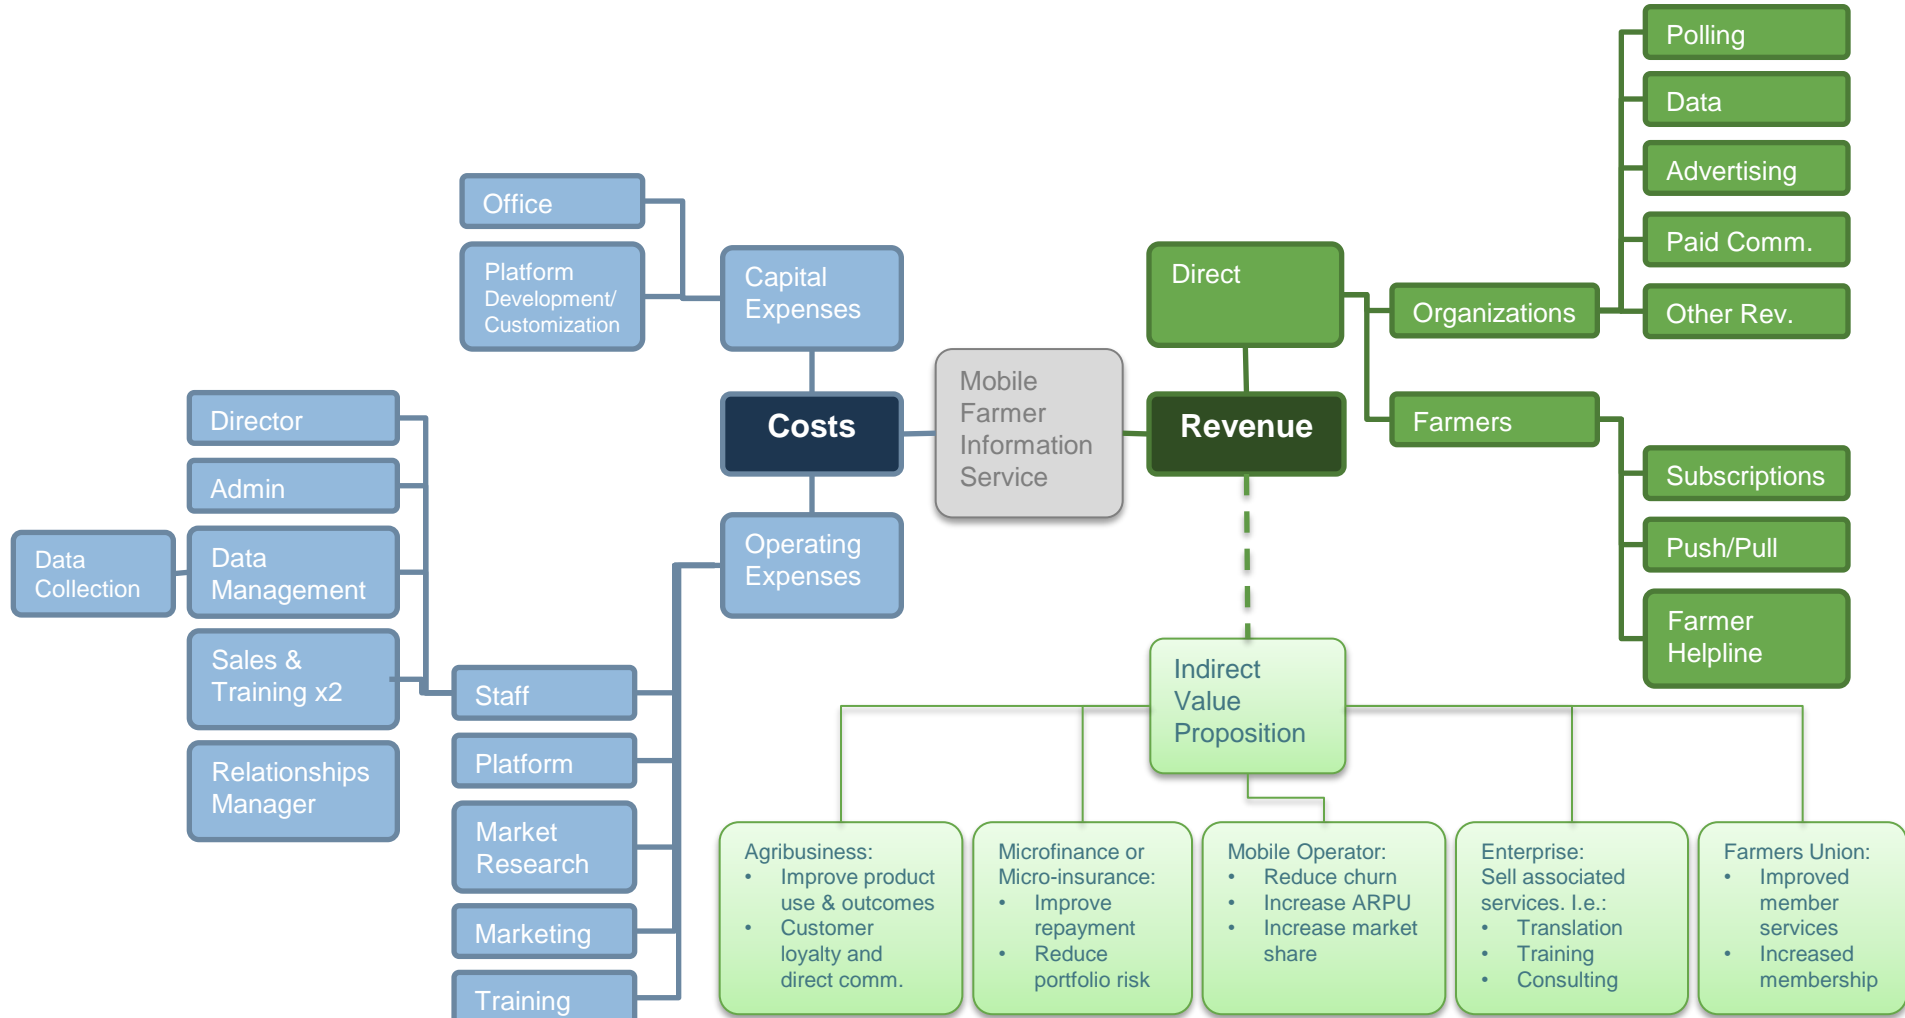 Polling
Data
Advertising
Paid Comm.
Other Rev.
Office
Platform
Development/
Customization
Capital
Expenses
Direct
Organizations
Farmers
Mobile
Farmer
Information
Service
Costs
Revenue
Director
Admin
Data
Management
Data
Collection
Sales &
Training x2
Relationships
Manager
Operating
Expenses
Staff
Platform
Market
Research
Marketing
Training
Subscriptions
Push/Pull
Farmer
Helpline
Indirect
Value
Proposition
Agribusiness:
• Improve product
use & outcomes
• Customer
loyalty and
direct comm.
Microfinance or
Micro-insurance:
• Improve
repayment
• Reduce
portfolio risk
Mobile Operator:
• Reduce churn
• Increase ARPU
• Increase market
share
Enterprise:
Sell associated
services. I.e.:
• Translation
• Training
• Consulting
Farmers Union:
• Improved
member
services
• Increased
membership